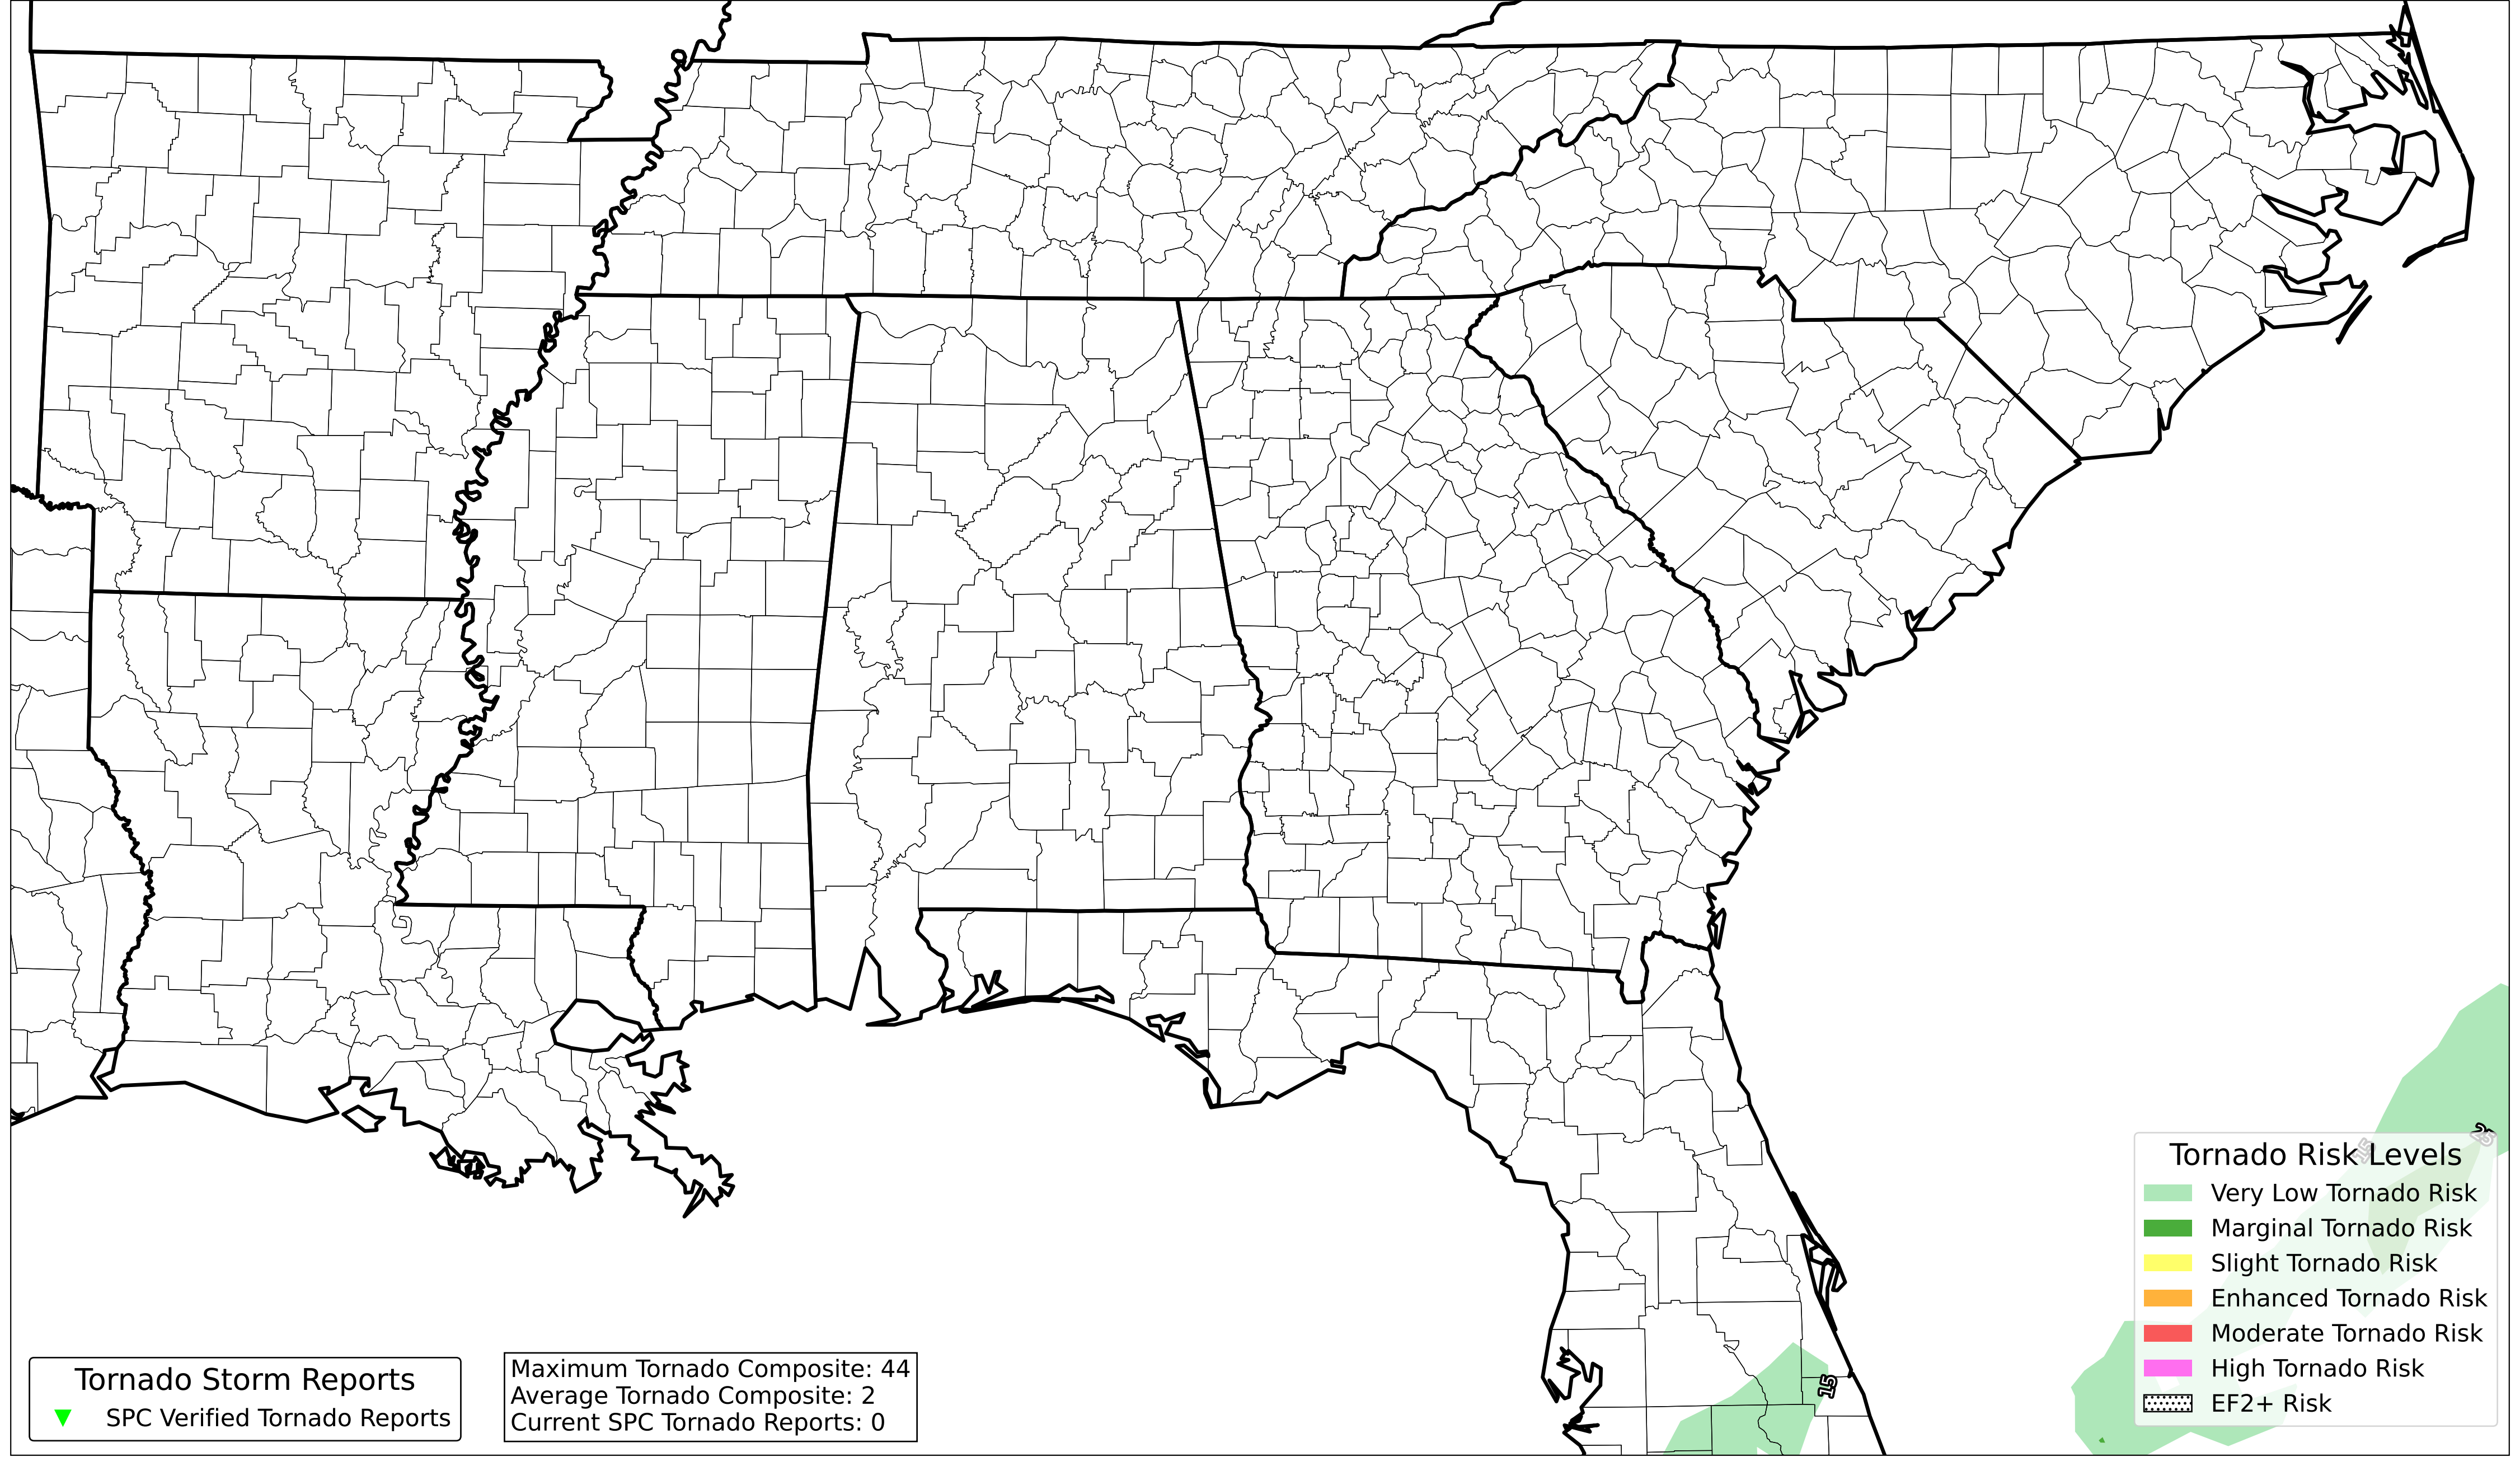 25
15
Tornado Risk Levels
Very Low Tornado Risk
Marginal Tornado Risk
Slight Tornado Risk
Enhanced Tornado Risk
Moderate Tornado Risk
High Tornado Risk
EF2+ Risk
15
Tornado Storm Reports
SPC Verified Tornado Reports
Maximum Tornado Composite: 44
Average Tornado Composite: 2
Current SPC Tornado Reports: 0